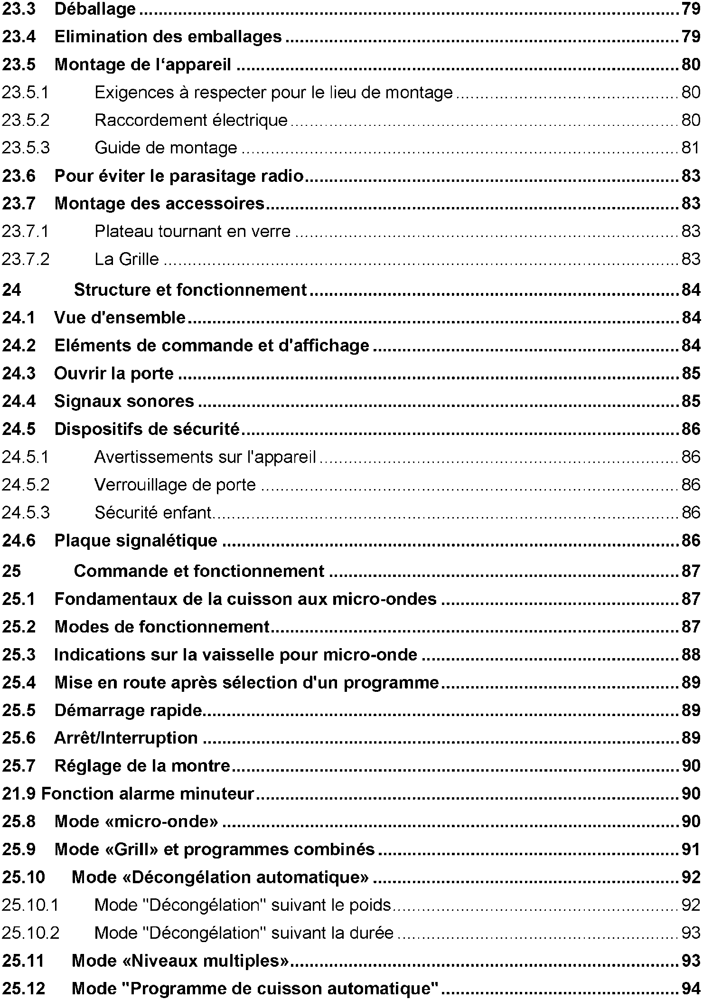 23.3 Déballage ........................................................ 79
23.4 Elimination des emballages ........................................................ 79
23.5 Montage de l‘appareil ........................................................ 80
23.5.1 Exigences à respecter pour le lieu de montage ........................................................ 80
23.5.2 Raccordement électrique ........................................................ 80
23.5.3 Guide de montage ........................................................ 81
23.6 Pour éviter le parasitage radio ........................................................ 83
23.7 Montage des accessoires ........................................................ 83
23.7.1 Plateau tournant en verre ........................................................ 83
23.7.2 La Grille ........................................................ 83
24 Structure et fonctionnement ........................................................ 84
24.1 Vue d'ensemble ........................................................ 84
24.2 Eléments de commande et d'affichage ........................................................ 84
24.3 Ouvrir la porte ........................................................ 85
24.4 Signaux sonores ........................................................ 85
24.5 Dispositifs de sécurité ........................................................ 86
24.5.1 Avertissements sur l'appareil ........................................................ 86
24.5.2 Verrouillage de porte ........................................................ 86
24.5.3 Sécurité enfant ........................................................ 86
24.6 Plaque signalétique ........................................................ 86
25 Commande et fonctionnement ........................................................ 87
25.1 Fondamentaux de la cuisson aux micro-ondes ........................................................ 87
25.2 Modes de fonctionnement ........................................................ 87
25.3 Indications sur la vaisselle pour micro-onde ........................................................ 88
25.4 Mise en route après sélection d'un programme ........................................................ 89
25.5 Démarrage rapide ........................................................ 89
25.6 Arrêt/Interruption ........................................................ 89
25.7 Réglage de la montre ........................................................ 90
21.9 Fonction alarme minuteur ........................................................ 90
25.8 Mode «micro-onde» ........................................................ 90
25.9 Mode «Grill» et programmes combinés ........................................................ 91
25.10 Mode «Décongélation automatique» ........................................................ 92
25.10.1 Mode "Décongélation" suivant le poids ........................................................ 92
25.10.2 Mode "Décongélation" suivant la durée ........................................................ 93
25.11 Mode «Niveaux multiples» ........................................................ 93
25.12 Mode "Programme de cuisson automatique" ........................................................ 94